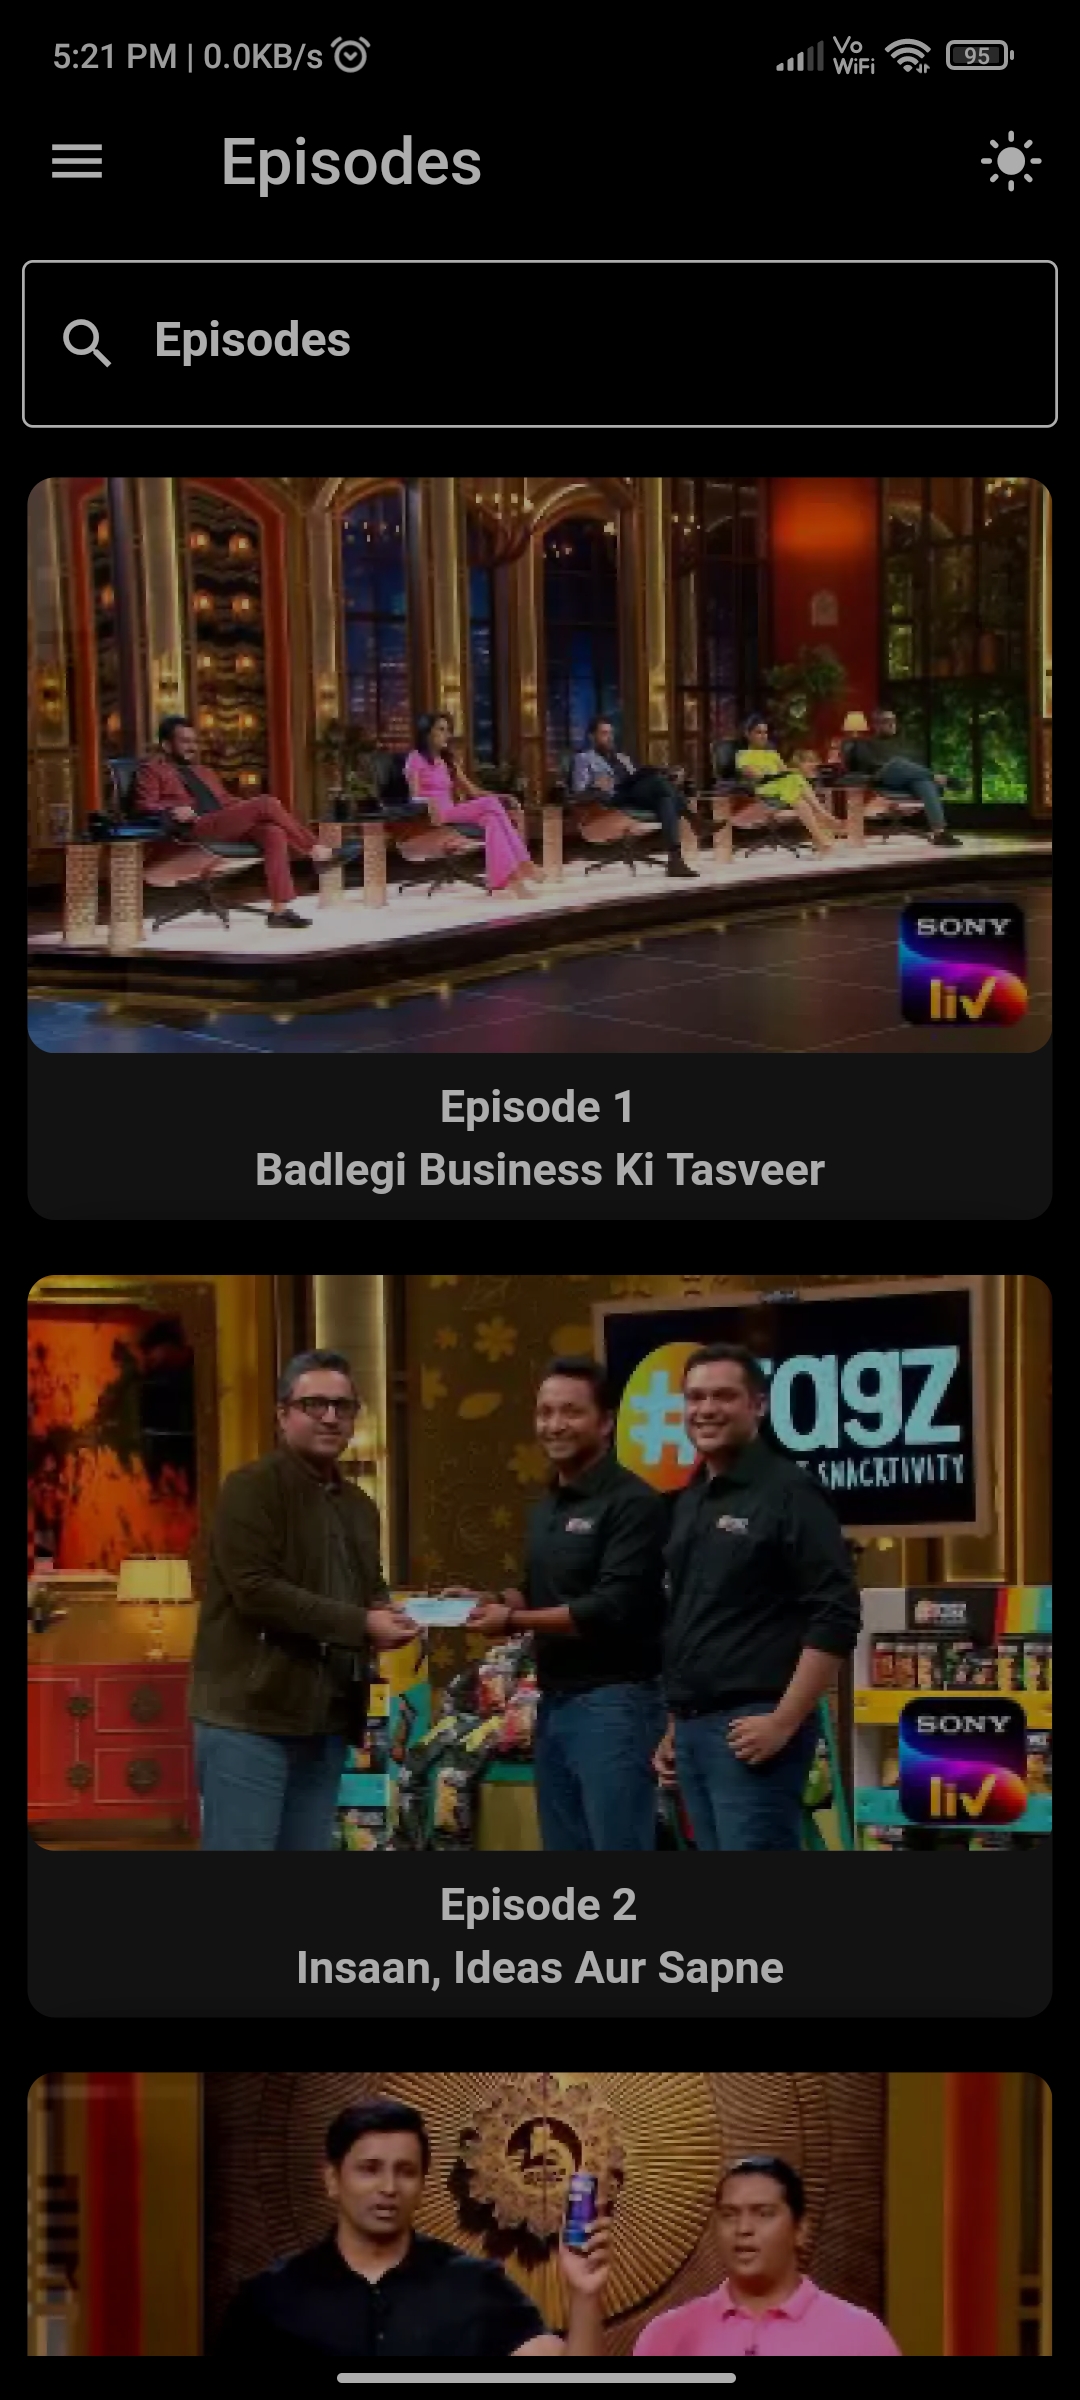 5:21 PM | 0.0KB/s
Vo
WiFi
95
Episodes
Episodes
SONY
liv
Episode 1
Badlegi Business Ki Tasveer
#
agz
SNACKTIVITY
SONY
liv
Episode 2
Insaan, Ideas Aur Sapne